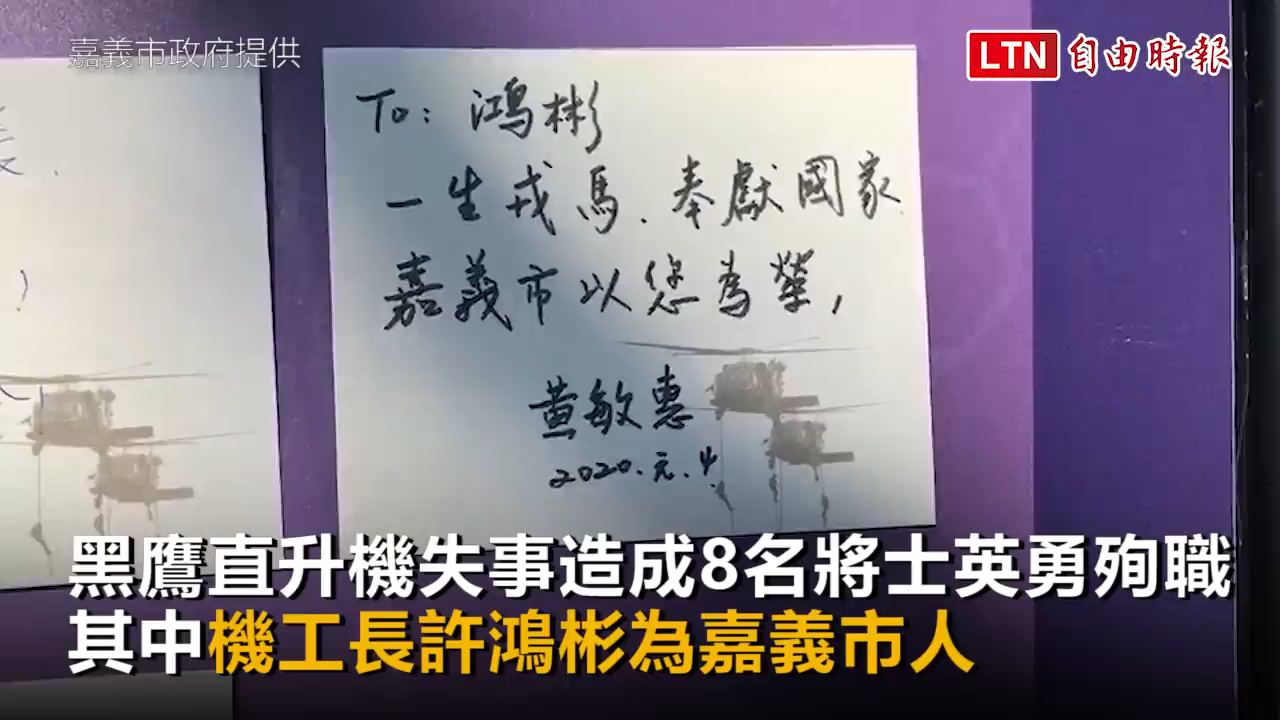 嘉義市政府提供
LTN 自由時報
To：鴻彬
一生戎馬、奉獻國家
嘉義市以您為榮，
黃敏惠
2020.元.4.
黑鷹直升機失事造成8名將士英勇殉職
其中機工長許鴻彬為嘉義市人